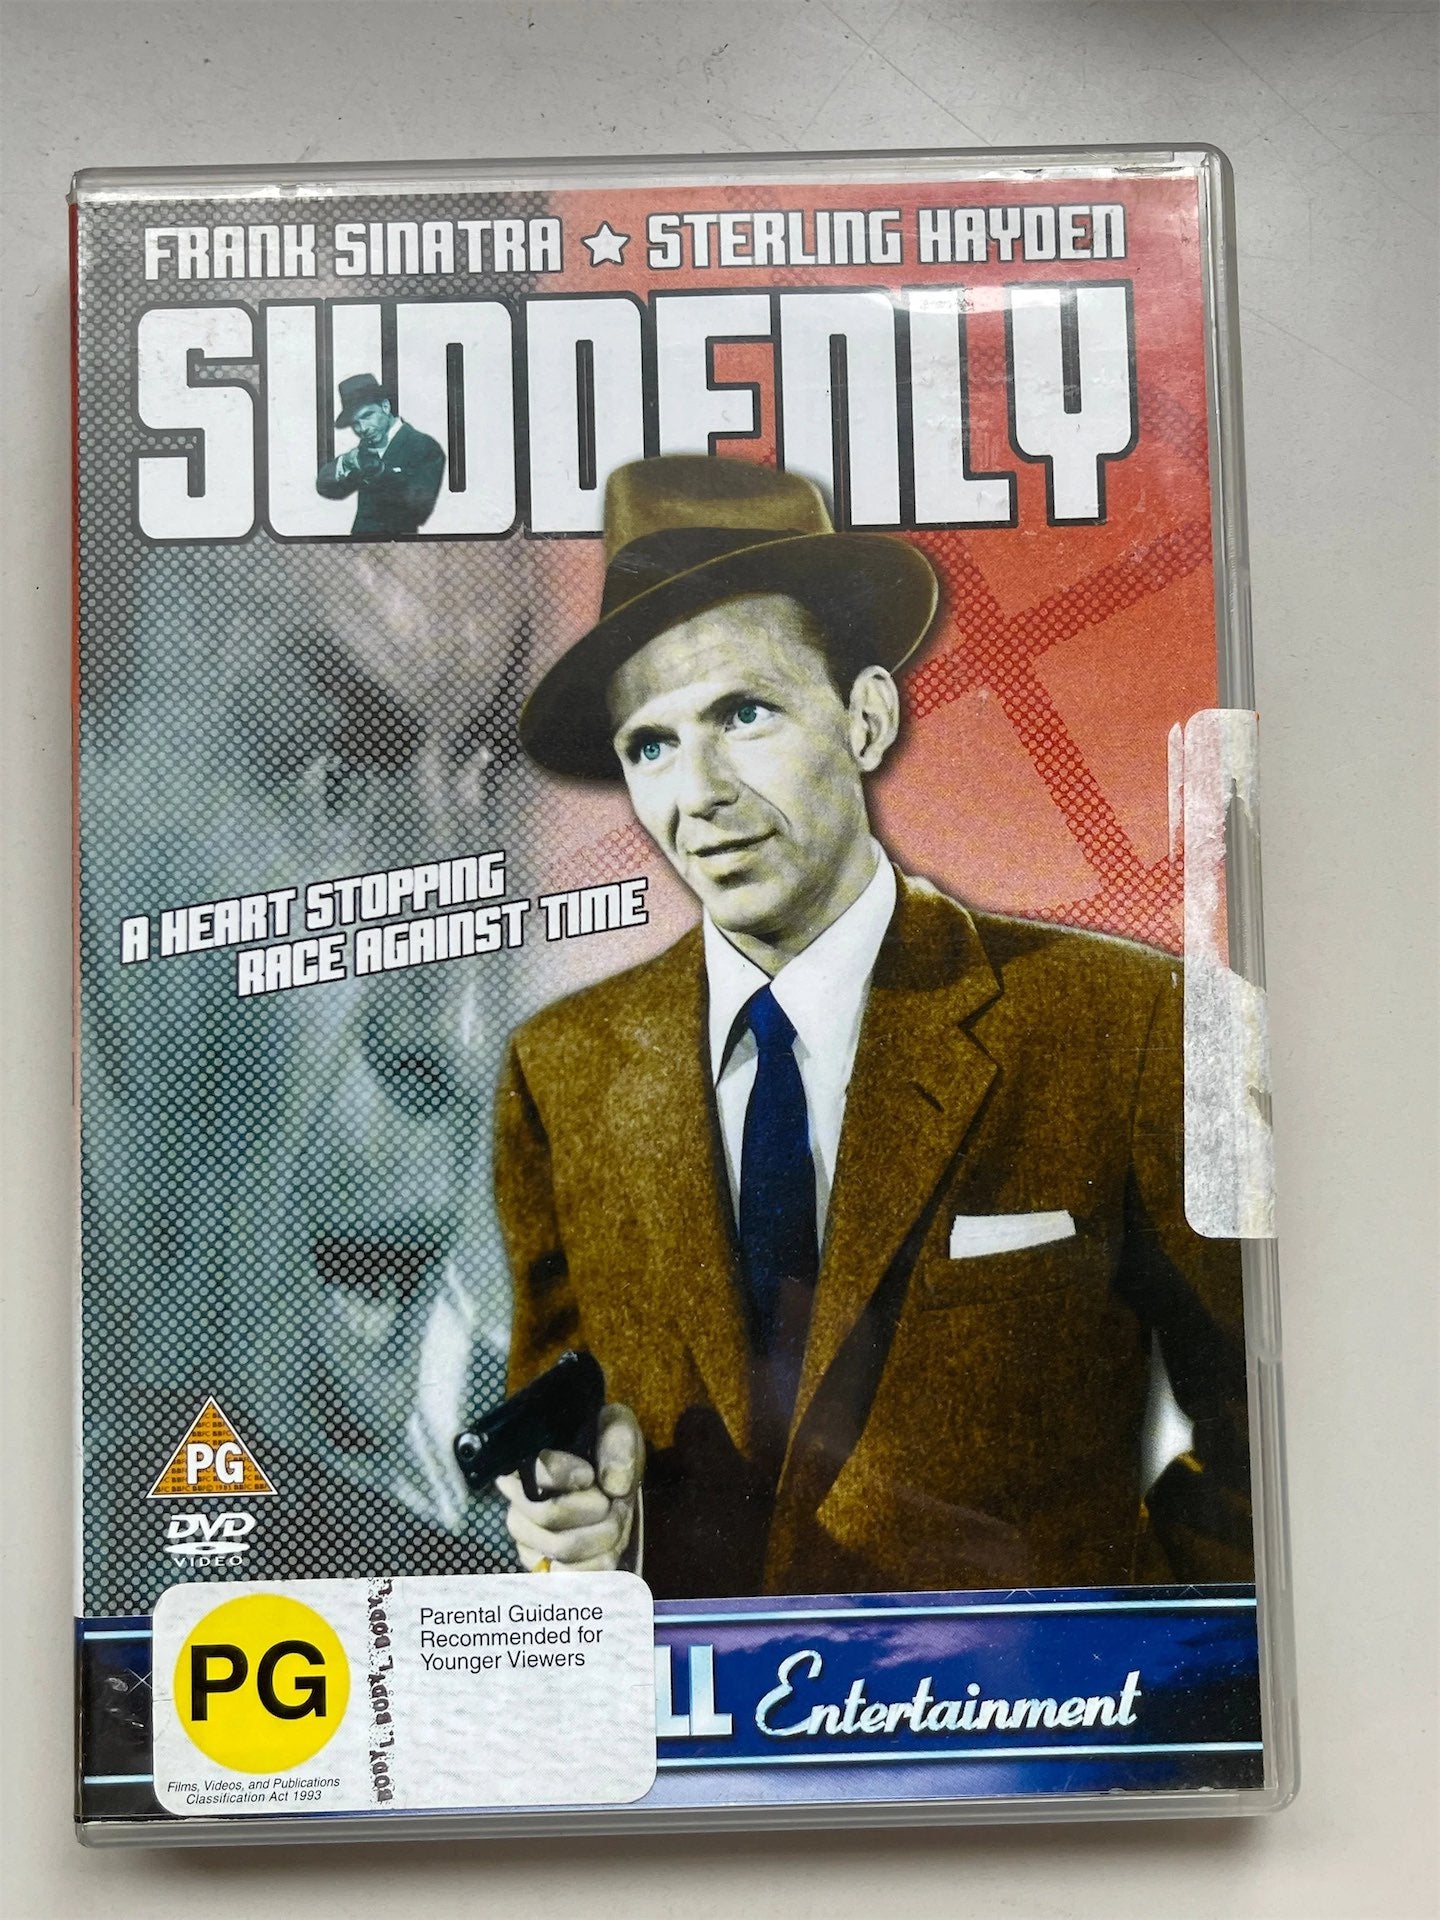 FRANK SINATRA ★ STERLING HAYDEN
SUDDENLY
A HEART STOPPING
RACE AGAINST TIME
PG
DVD
VIDEO
PG
Parental Guidance
Recommended for
Younger Viewers
Films, Videos, and Publications
Classification Act 1993
LL Entertainment